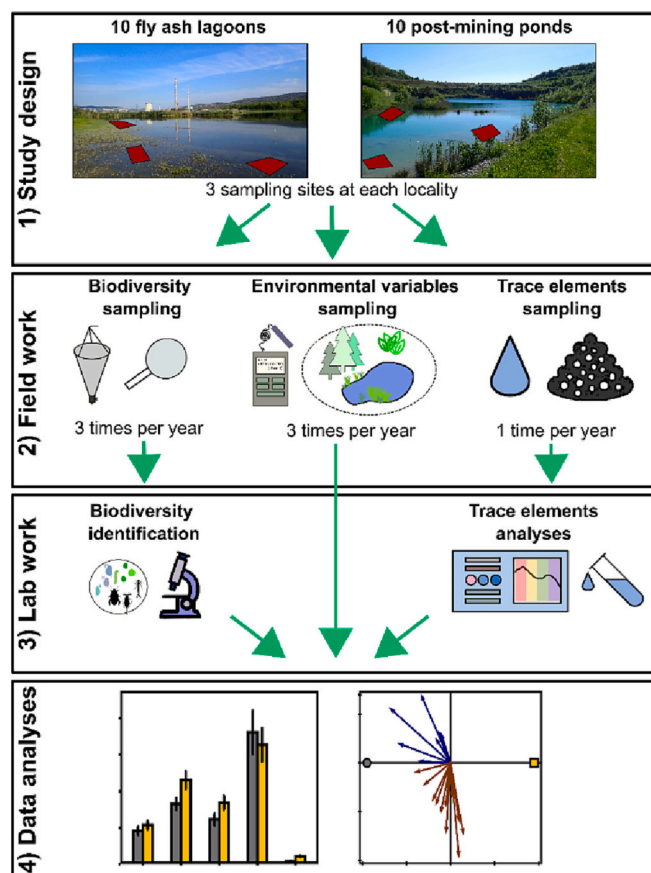 10 fly ash lagoons
10 post-mining ponds
3 sampling sites at each locality
1) Study design
Biodiversity
sampling
Environmental variables
sampling
Trace elements
sampling
3 times per year
3 times per year
1 time per year
2) Field work
Biodiversity
identification
Trace elements
analyses
3) Lab work
4) Data analyses